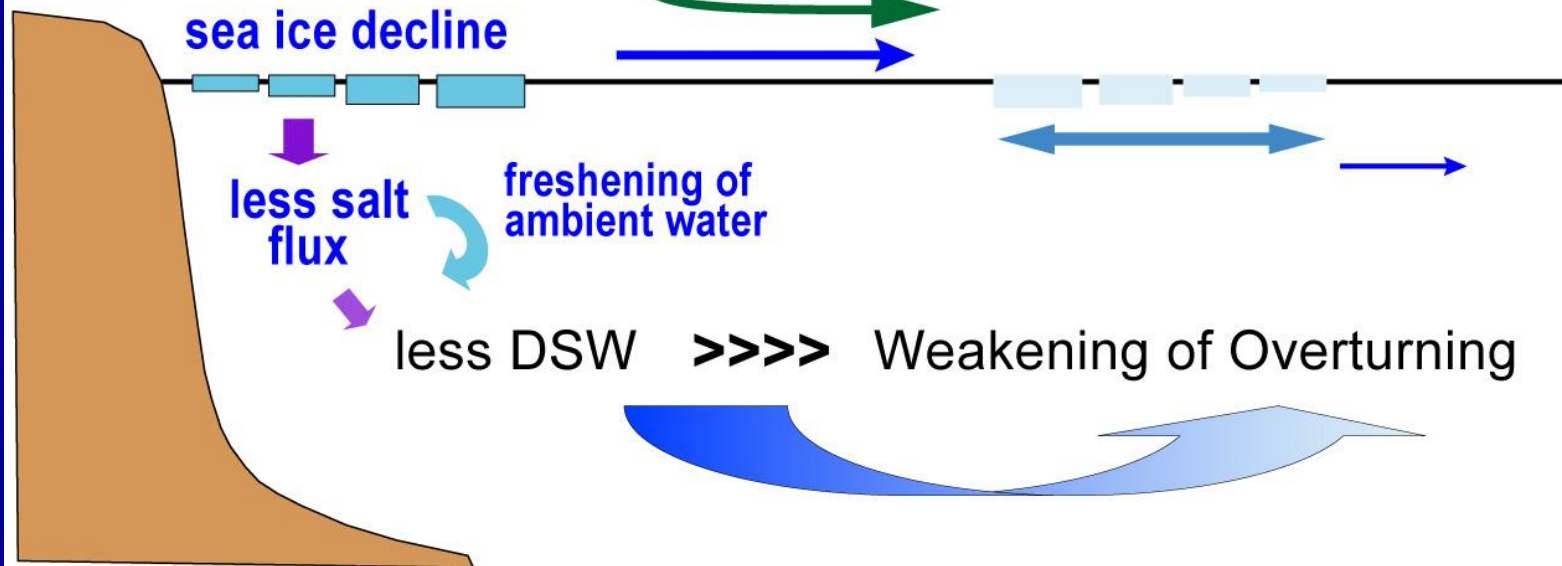 sea ice decline
less salt
flux
freshening of
ambient water
less DSW >>>> Weakening of Overturning